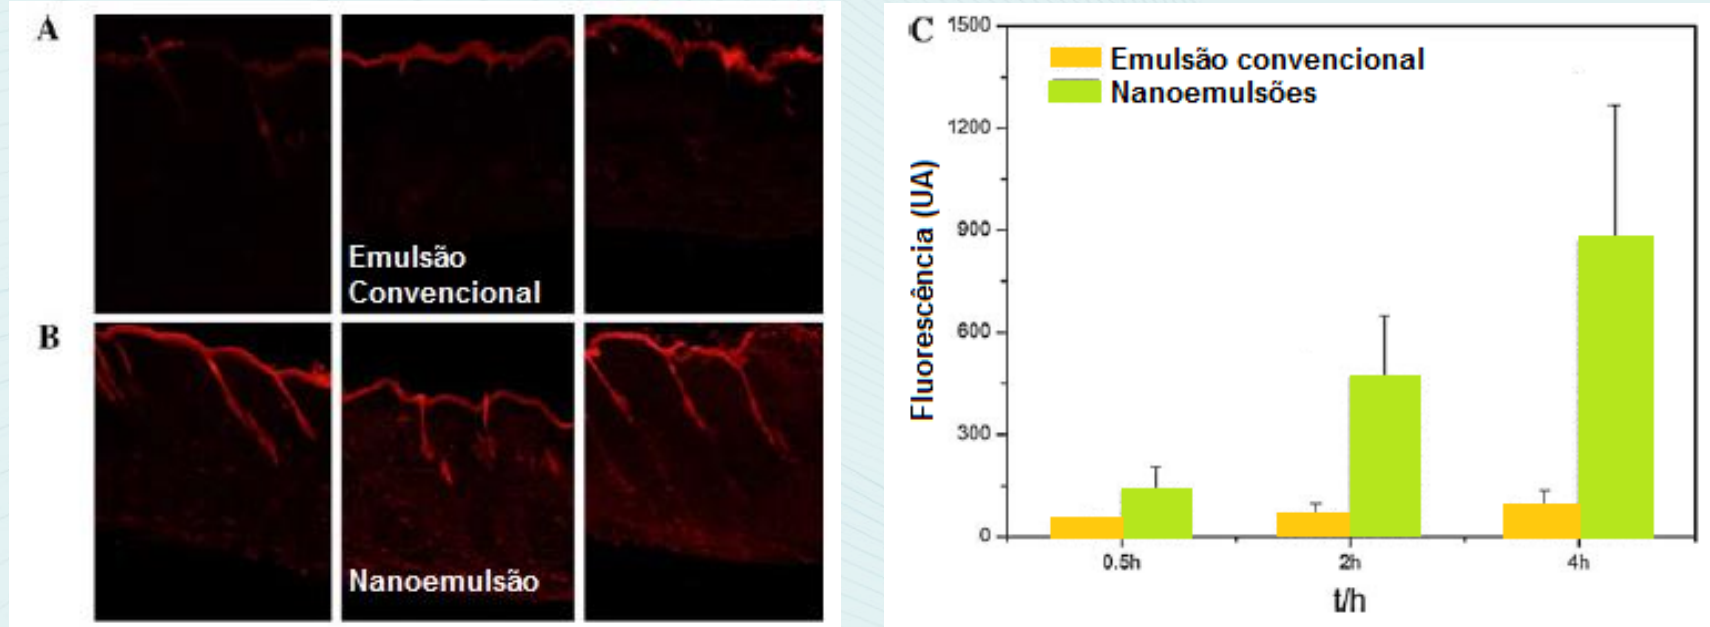 A
Emulsão
Convencional
B
Nanoemulsão
C
Emulsão convencional
Nanoemulsões
Fluorescência (UA)
1500
1200
900
600
300
0
0.5h
2h
4h
t/h